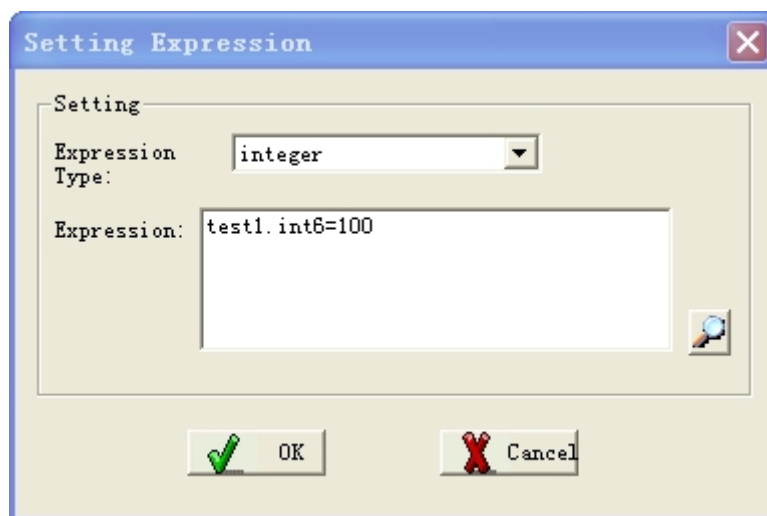 Setting Expression
Setting
Expression
Type:
integer
Expression:
test1.int6=100
OK
Cancel